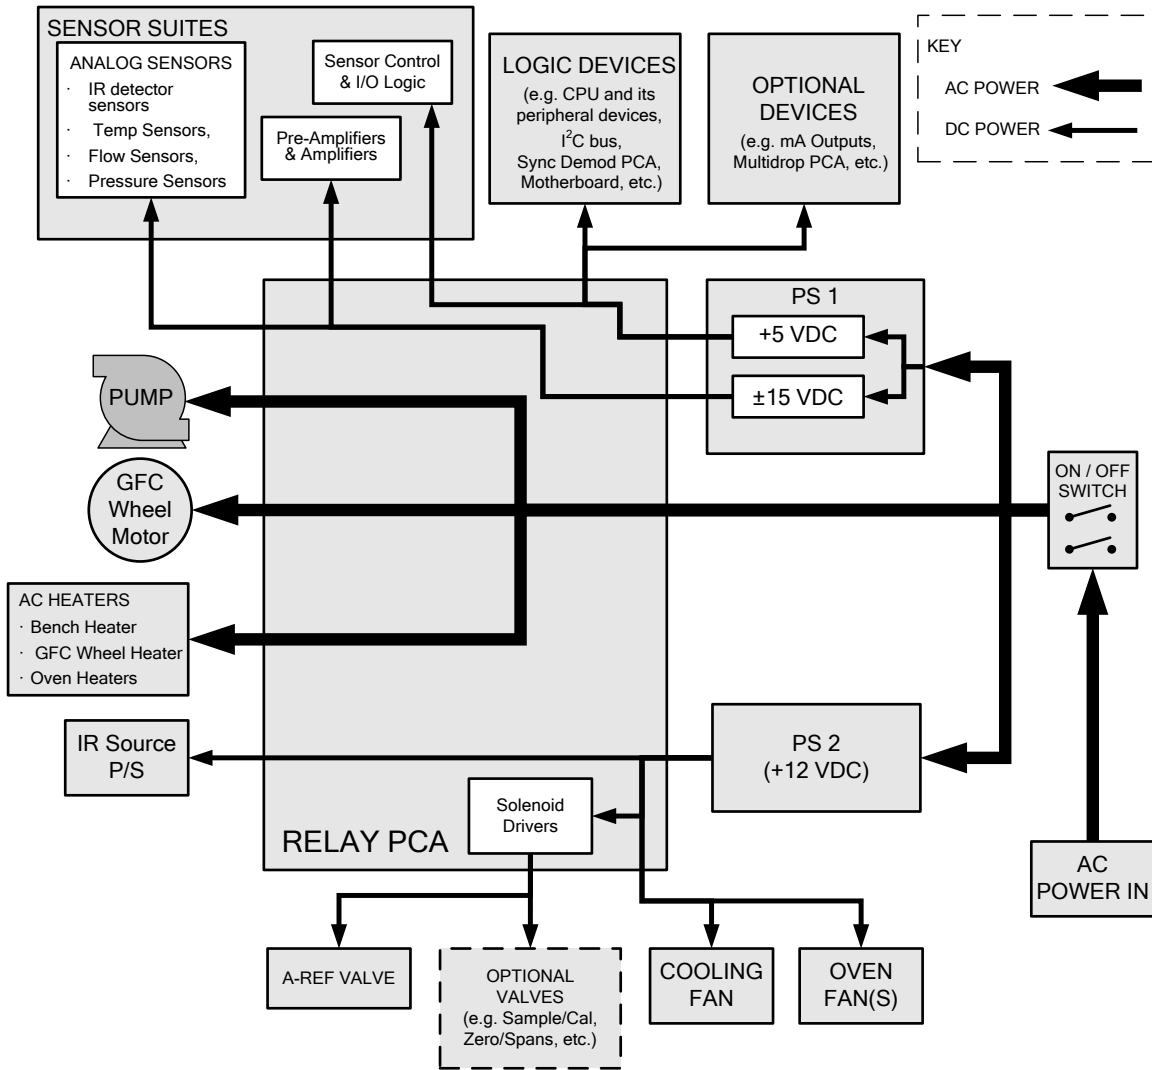 SENSOR SUITES
ANALOG SENSORS
· IR detector
sensors
· Temp Sensors,
· Flow Sensors,
· Pressure Sensors
Sensor Control
& I/O Logic
Pre-Amplifiers
& Amplifiers
LOGIC DEVICES
(e.g. CPU and its
peripheral devices,
I²C bus,
Sync Demod PCA,
Motherboard, etc.)
OPTIONAL
DEVICES
(e.g. mA Outputs,
Multidrop PCA, etc.)
KEY
AC POWER
DC POWER
PS 1
+5 VDC
±15 VDC
PUMP
GFC
Wheel
Motor
ON / OFF
SWITCH
AC HEATERS
· Bench Heater
· GFC Wheel Heater
· Oven Heaters
IR Source
P/S
PS 2
(+12 VDC)
Solenoid
Drivers
RELAY PCA
AC
POWER IN
A-REF VALVE
OPTIONAL
VALVES
(e.g. Sample/Cal,
Zero/Spans, etc.)
COOLING
FAN
OVEN
FAN(S)